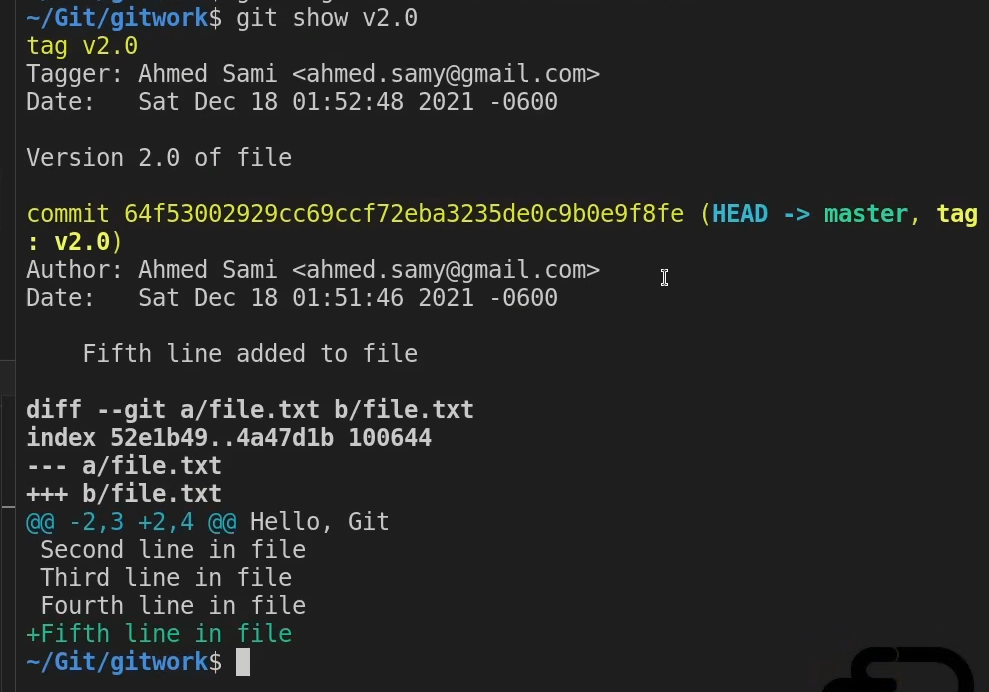 ~/Git/gitwork$ git show v2.0
tag v2.0
Tagger: Ahmed Sami <ahmed.samy@gmail.com>
Date:   Sat Dec 18 01:52:48 2021 -0600
Version 2.0 of file
commit 64f53002929cc69ccf72eba3235de0c9b0e9f8fe (HEAD -> master, tag
: v2.0)
Author: Ahmed Sami <ahmed.samy@gmail.com>
Date:   Sat Dec 18 01:51:46 2021 -0600
    Fifth line added to file
diff --git a/file.txt b/file.txt
index 52e1b49..4a47d1b 100644
--- a/file.txt
+++ b/file.txt
@@ -2,3 +2,4 @@ Hello, Git
 Second line in file
 Third line in file
 Fourth line in file
+Fifth line in file
~/Git/gitwork$